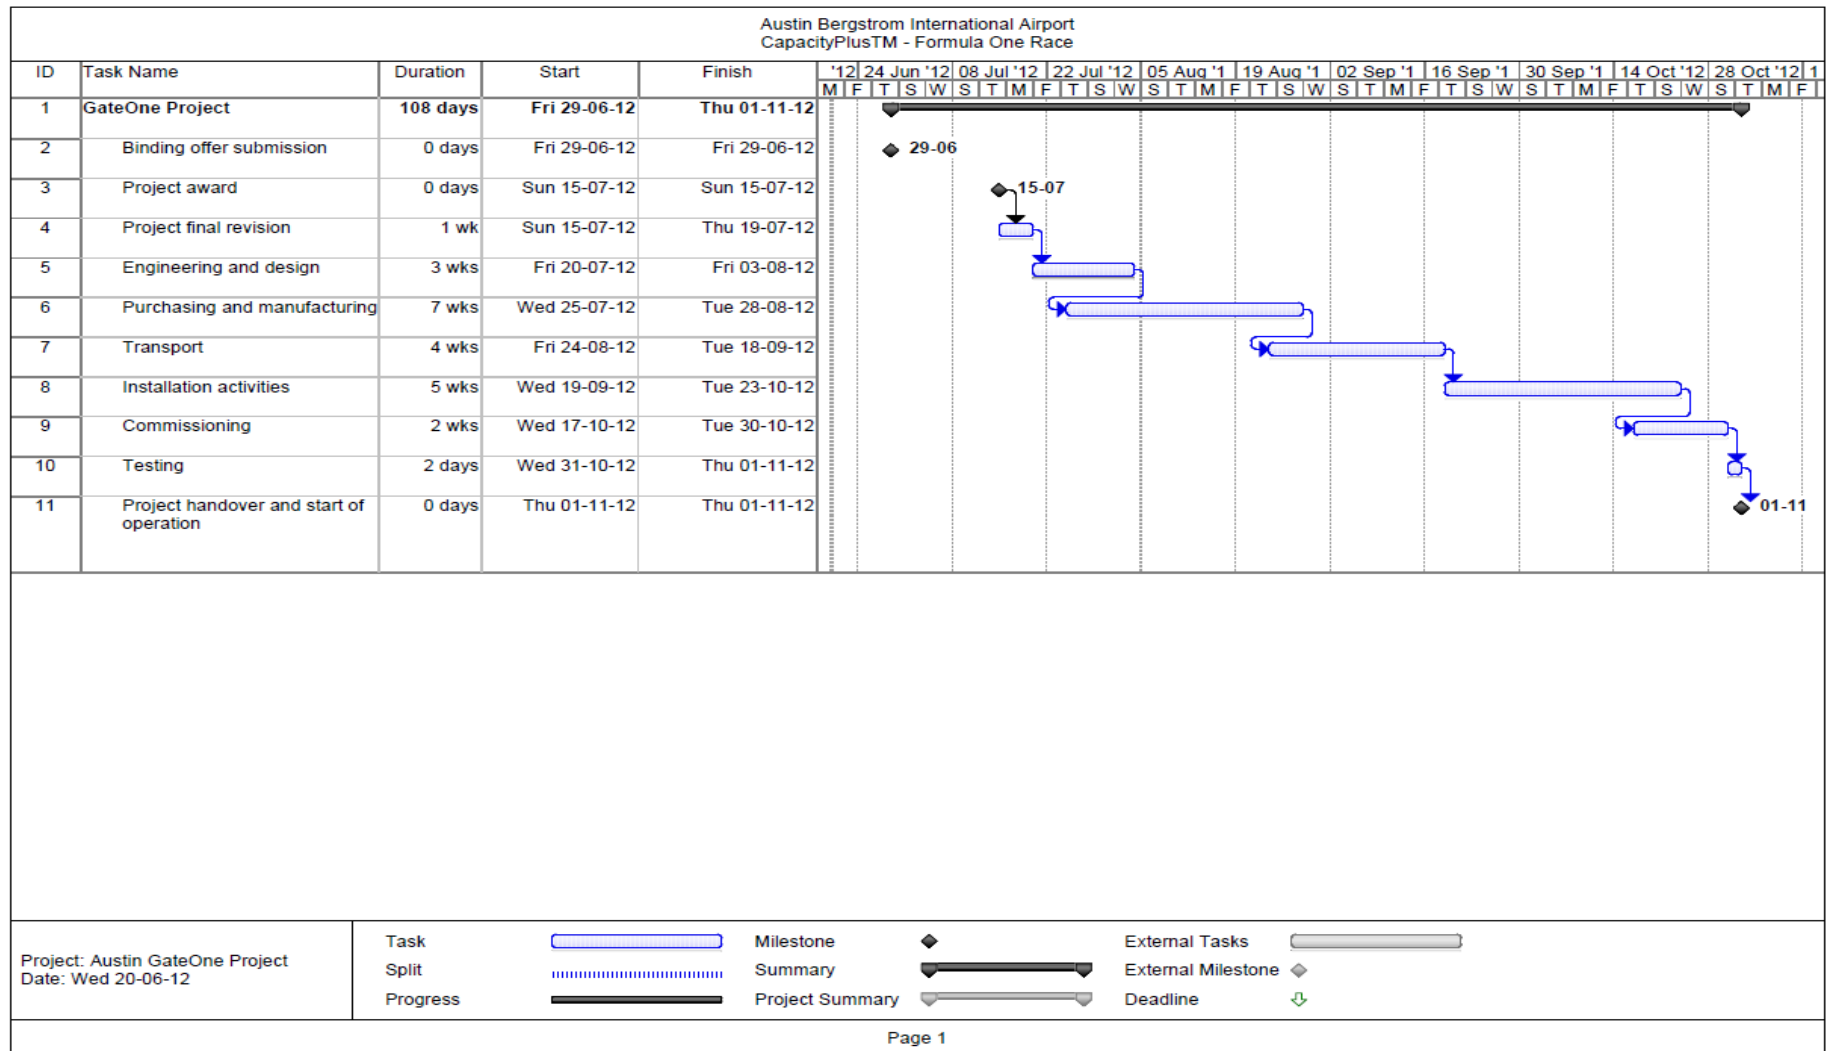 Austin Bergstrom International Airport
CapacityPlusTM - Formula One Race
ID Task Name Duration Start Finish '12 24 Jun '12 08 Jul '12 22 Jul '12 05 Aug '1 19 Aug '1 02 Sep '1 16 Sep '1 30 Sep '1 14 Oct '12 28 Oct '12 1
M F T S W S T M F T S W S T M F T S W S T M F T S W S T M F T S W S T M F
1 GateOne Project 108 days Fri 29-06-12 Thu 01-11-12
2 Binding offer submission 0 days Fri 29-06-12 Fri 29-06-12 29-06
3 Project award 0 days Sun 15-07-12 Sun 15-07-12 15-07
4 Project final revision 1 wk Sun 15-07-12 Thu 19-07-12
5 Engineering and design 3 wks Fri 20-07-12 Fri 03-08-12
6 Purchasing and manufacturing 7 wks Wed 25-07-12 Tue 28-08-12
7 Transport 4 wks Fri 24-08-12 Tue 18-09-12
8 Installation activities 5 wks Wed 19-09-12 Tue 23-10-12
9 Commissioning 2 wks Wed 17-10-12 Tue 30-10-12
10 Testing 2 days Wed 31-10-12 Thu 01-11-12
11 Project handover and start of 0 days Thu 01-11-12 Thu 01-11-12 01-11
operation
Project: Austin GateOne Project
Date: Wed 20-06-12
Task Milestone External Tasks
Split Summary External Milestone
Progress Project Summary Deadline
Page 1